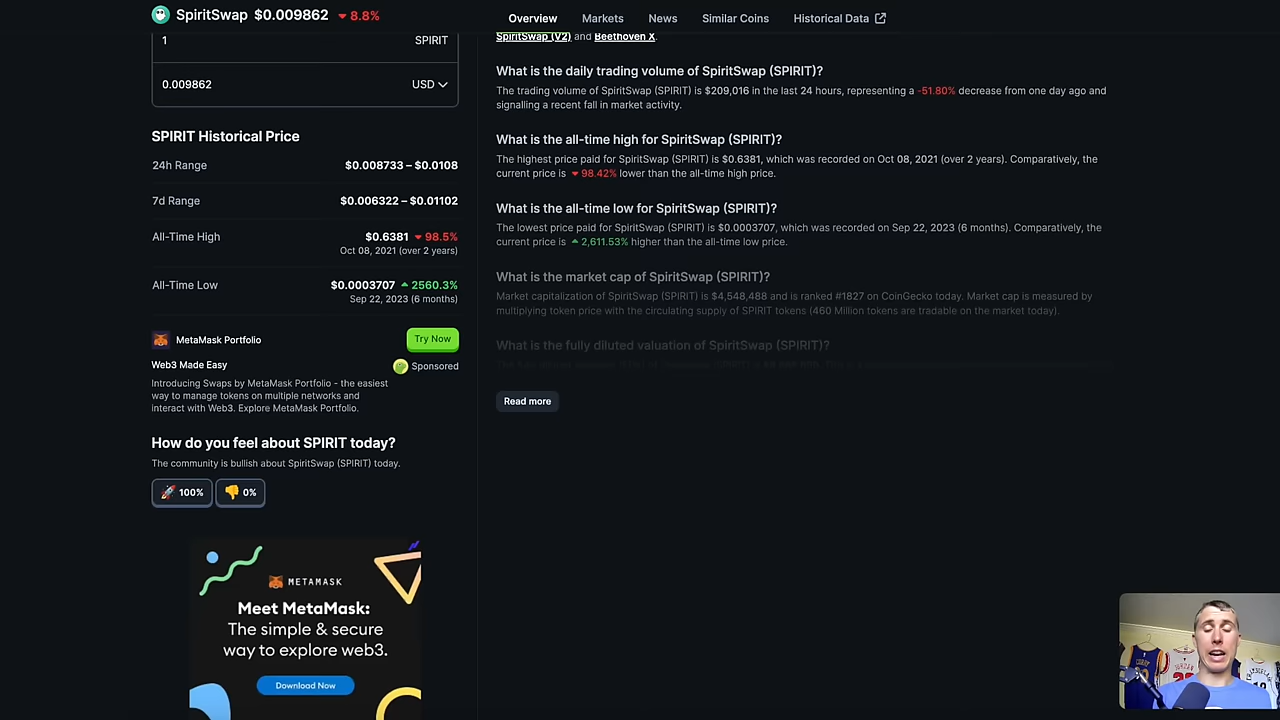 SpiritSwap $0.009862 8.8%
Overview Markets News Similar Coins Historical Data
1 SPIRIT
0.009862 USD
SPIRIT Historical Price
24h Range $0.008733 – $0.0108
7d Range $0.006322 – $0.01102
All-Time High $0.6381 98.5%
Oct 08, 2021 (over 2 years)
All-Time Low $0.0003707 2560.3%
Sep 22, 2023 (6 months)
MetaMask Portfolio Try Now
Web3 Made Easy Sponsored
Introducing Swaps by MetaMask Portfolio - the easiest
way to manage tokens on multiple networks and
interact with Web3. Explore MetaMask Portfolio.
How do you feel about SPIRIT today?
The community is bullish about SpiritSwap (SPIRIT) today.
100% 0%
METAMASK
Meet MetaMask:
The simple & secure
way to explore web3.
Download Now
SpiritSwap (V2) and Beethoven X.
What is the daily trading volume of SpiritSwap (SPIRIT)?
The trading volume of SpiritSwap (SPIRIT) is $209,016 in the last 24 hours, representing a -51.80% decrease from one day ago and
signalling a recent fall in market activity.
What is the all-time high for SpiritSwap (SPIRIT)?
The highest price paid for SpiritSwap (SPIRIT) is $0.6381, which was recorded on Oct 08, 2021 (over 2 years). Comparatively, the
current price is 98.42% lower than the all-time high price.
What is the all-time low for SpiritSwap (SPIRIT)?
The lowest price paid for SpiritSwap (SPIRIT) is $0.0003707, which was recorded on Sep 22, 2023 (6 months). Comparatively, the
current price is 2,611.53% higher than the all-time low price.
What is the market cap of SpiritSwap (SPIRIT)?
Market capitalization of SpiritSwap (SPIRIT) is $4,548,488 and is ranked #1827 on CoinGecko today. Market cap is measured by
multiplying token price with the circulating supply of SPIRIT tokens (460 Million tokens are tradable on the market today).
What is the fully diluted valuation of SpiritSwap (SPIRIT)?
Read more